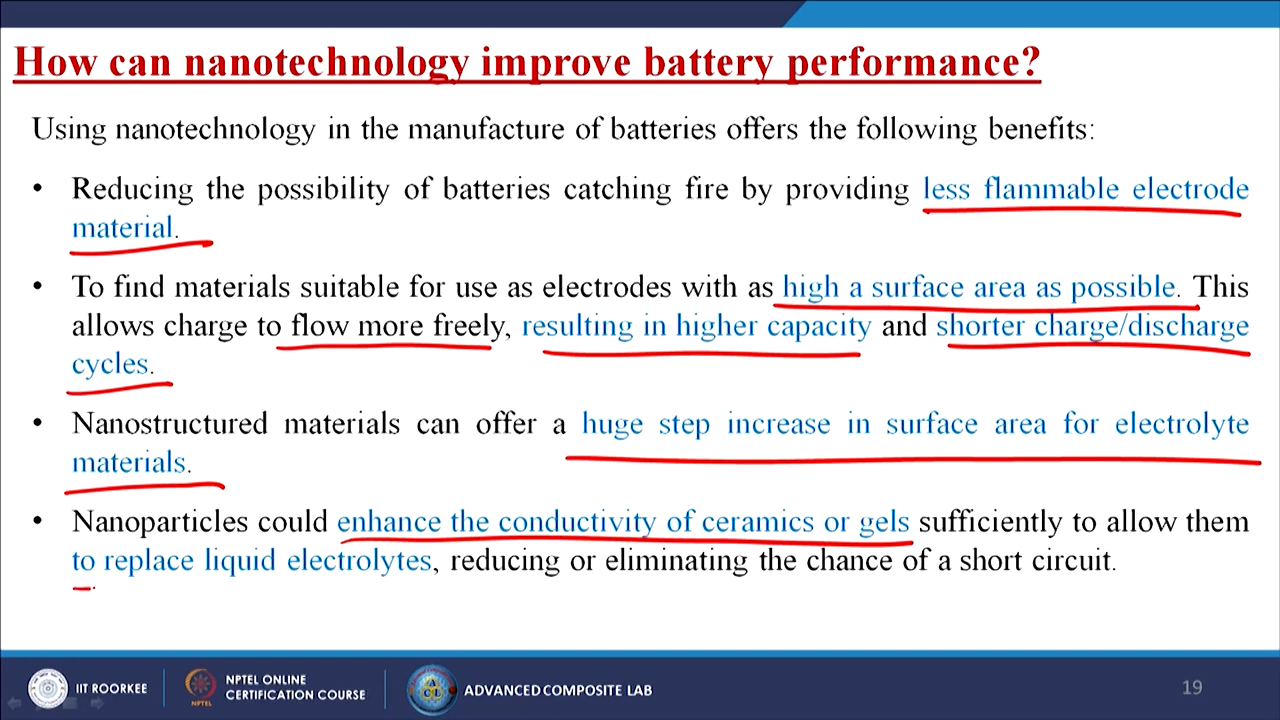 How can nanotechnology improve battery performance?
Using nanotechnology in the manufacture of batteries offers the following benefits:
• Reducing the possibility of batteries catching fire by providing less flammable electrode
material.
• To find materials suitable for use as electrodes with as high a surface area as possible. This
allows charge to flow more freely, resulting in higher capacity and shorter charge/discharge
cycles.
• Nanostructured materials can offer a huge step increase in surface area for electrolyte
materials.
• Nanoparticles could enhance the conductivity of ceramics or gels sufficiently to allow them
to replace liquid electrolytes, reducing or eliminating the chance of a short circuit.
IIT ROORKEE
NPTEL
NPTEL ONLINE
CERTIFICATION COURSE
ACL
ADVANCED COMPOSITE LAB
19